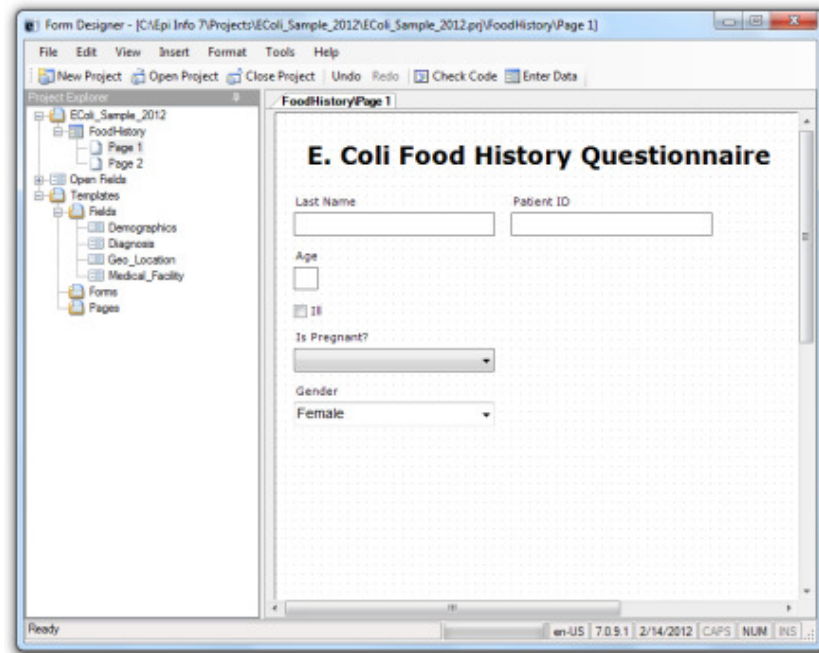 Form Designer - [C:\Epi Info 7\Projects\EColi_Sample_2012\EColi_Sample_2012.prj\FoodHistory\Page 1]
File Edit View Insert Format Tools Help
New Project Open Project Close Project Undo Redo Check Code Enter Data
Project Explorer
EColi_Sample_2012
FoodHistory
Page 1
Page 2
Open Fields
Templates
Fields
Demographics
Diagnosis
Geo_Location
Medical_Facility
Forms
Pages
FoodHistory\Page 1
E. Coli Food History Questionnaire
Last Name Patient ID
Age
Ill
Is Pregnant?
Gender
Female
Ready en-US 7.0.9.1 2/14/2012 CAPS NUM INS